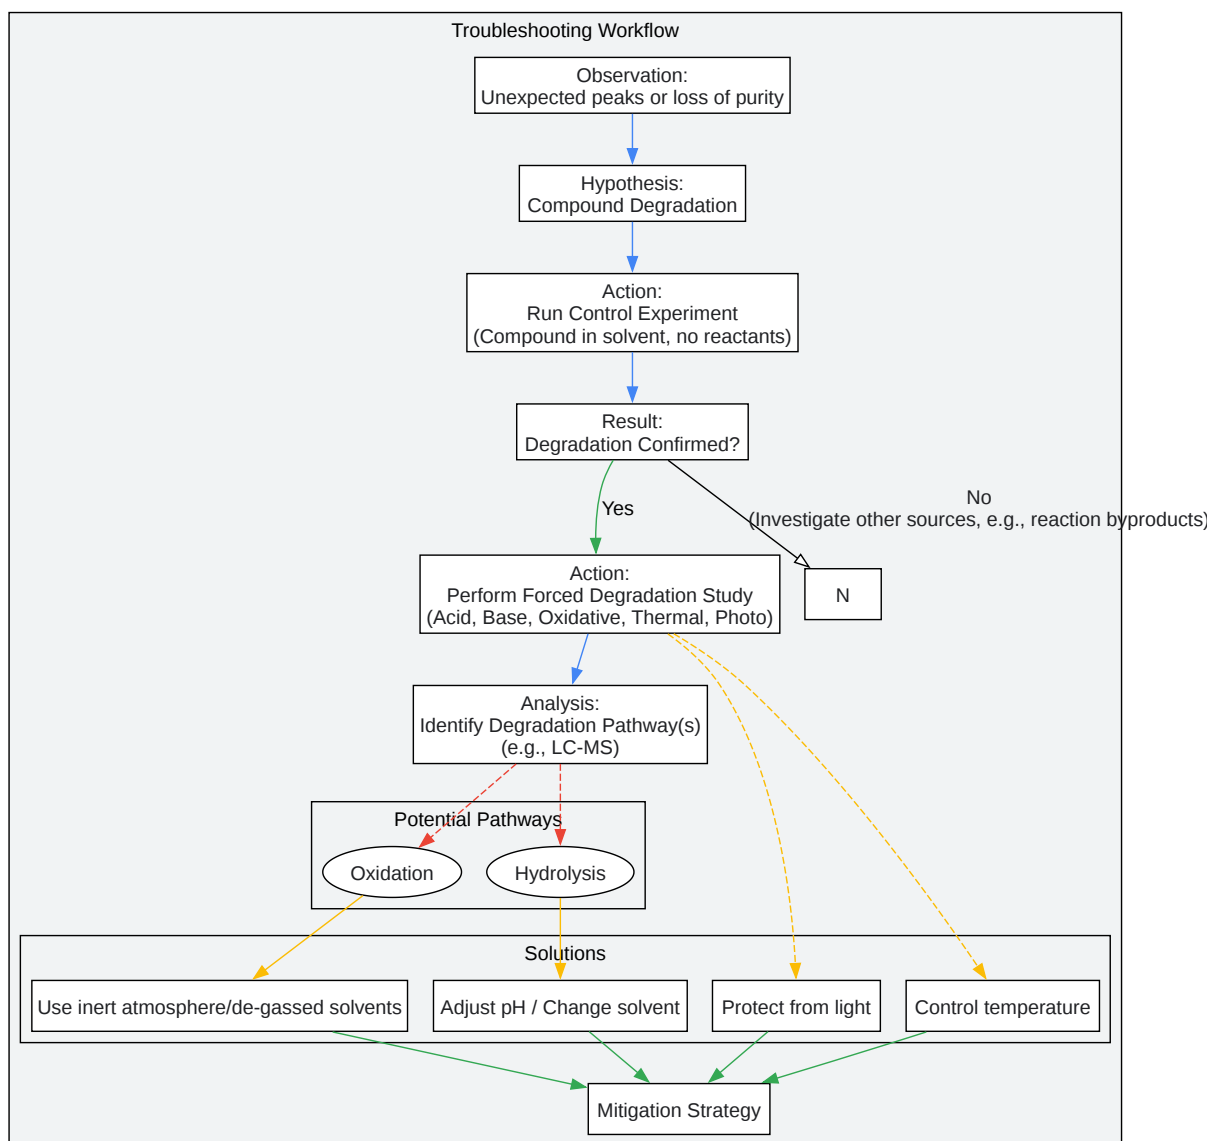 Troubleshooting Workflow
Observation:
Unexpected peaks or loss of purity
Hypothesis:
Compound Degradation
Action:
Run Control Experiment
(Compound in solvent, no reactants)
Result:
Degradation Confirmed?
Yes
No
(Investigate other sources, e.g., reaction byproducts)
Action:
Perform Forced Degradation Study
(Acid, Base, Oxidative, Thermal, Photo)
N
Analysis:
Identify Degradation Pathway(s)
(e.g., LC-MS)
Potential Pathways
Oxidation
Hydrolysis
Solutions
Use inert atmosphere/de-gassed solvents
Adjust pH / Change solvent
Protect from light
Control temperature
Mitigation Strategy